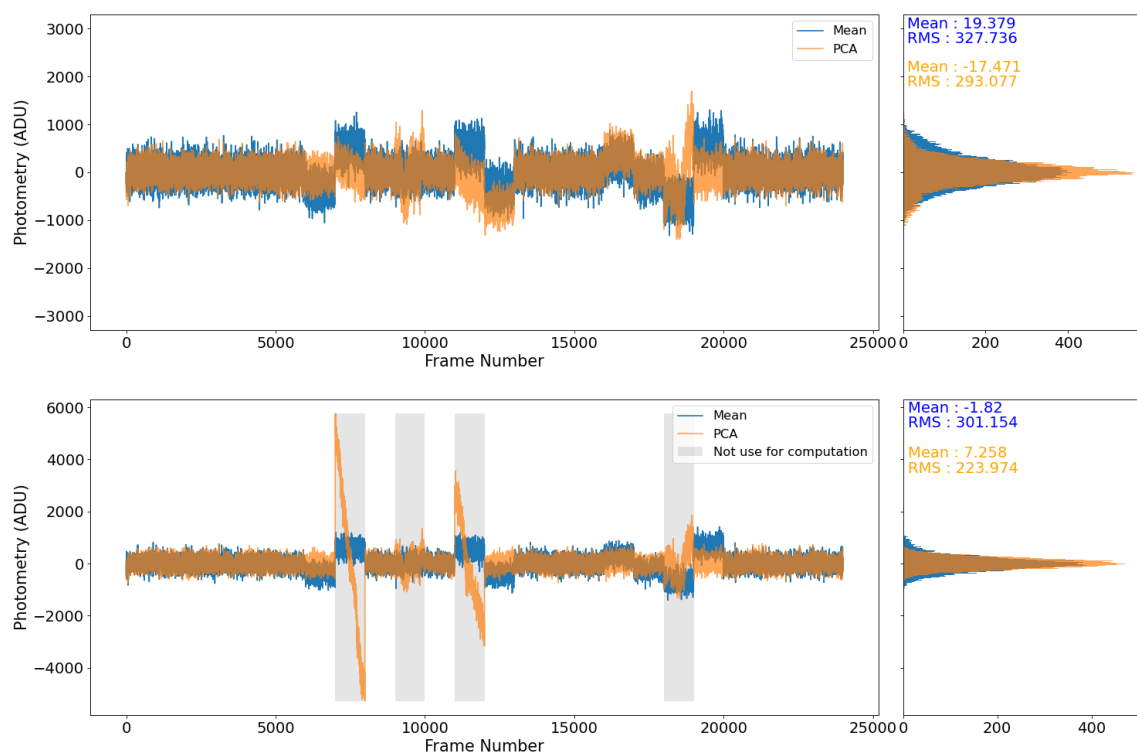 3000
2000
1000
0
−1000
−2000
−3000
Photometry (ADU)
Mean
PCA
0
5000
10000
15000
20000
25000
Frame Number
Mean : 19.379
RMS : 327.736
Mean : -17.471
RMS : 293.077
0
200
400
6000
4000
2000
0
−2000
−4000
Photometry (ADU)
Mean
PCA
Not use for computation
0
5000
10000
15000
20000
25000
Frame Number
Mean : -1.82
RMS : 301.154
Mean : 7.258
RMS : 223.974
0
200
400